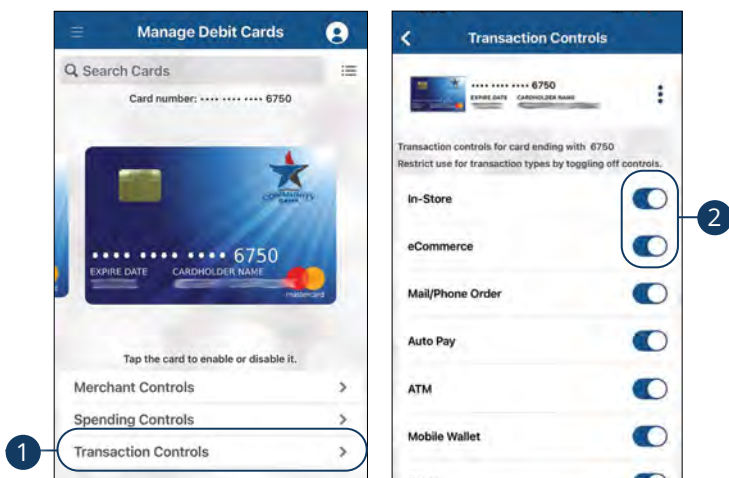 Manage Debit Cards
Search Cards
Card number: •••• •••• •••• 6750
COMMUNITY
BANK
•••• •••• •••• 6750
EXPIRE DATE CARDHOLDER NAME
mastercard
Tap the card to enable or disable it.
Merchant Controls
Spending Controls
1
Transaction Controls
Transaction Controls
•••• •••• •••• 6750
EXPIRE DATE CARDHOLDER NAME
Transaction controls for card ending with 6750
Restrict use for transaction types by toggling off controls.
In-Store
2
eCommerce
Mail/Phone Order
Auto Pay
ATM
Mobile Wallet